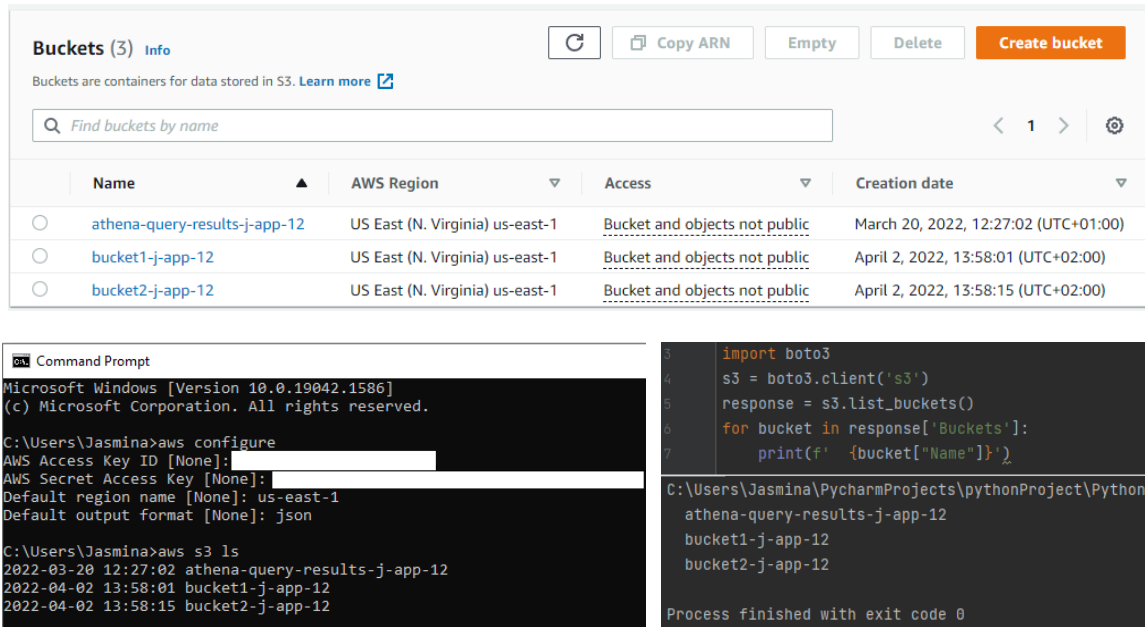 Buckets (3) Info
Copy ARN Empty Delete Create bucket
Buckets are containers for data stored in S3. Learn more
Find buckets by name
1
Name AWS Region Access Creation date
athena-query-results-j-app-12 US East (N. Virginia) us-east-1 Bucket and objects not public March 20, 2022, 12:27:02 (UTC+01:00)
bucket1-j-app-12 US East (N. Virginia) us-east-1 Bucket and objects not public April 2, 2022, 13:58:01 (UTC+02:00)
bucket2-j-app-12 US East (N. Virginia) us-east-1 Bucket and objects not public April 2, 2022, 13:58:15 (UTC+02:00)
Command Prompt
Microsoft Windows [Version 10.0.19042.1586]
(c) Microsoft Corporation. All rights reserved.
C:\Users\Jasmina>aws configure
AWS Access Key ID [None]:
AWS Secret Access Key [None]:
Default region name [None]: us-east-1
Default output format [None]: json
C:\Users\Jasmina>aws s3 ls
2022-03-20 12:27:02 athena-query-results-j-app-12
2022-04-02 13:58:01 bucket1-j-app-12
2022-04-02 13:58:15 bucket2-j-app-12
3 import boto3
4 s3 = boto3.client('s3')
5 response = s3.list_buckets()
6 for bucket in response['Buckets']:
7 print(f'  {bucket["Name"]}')
C:\Users\Jasmina\PycharmProjects\pythonProject\Python
athena-query-results-j-app-12
bucket1-j-app-12
bucket2-j-app-12
Process finished with exit code 0